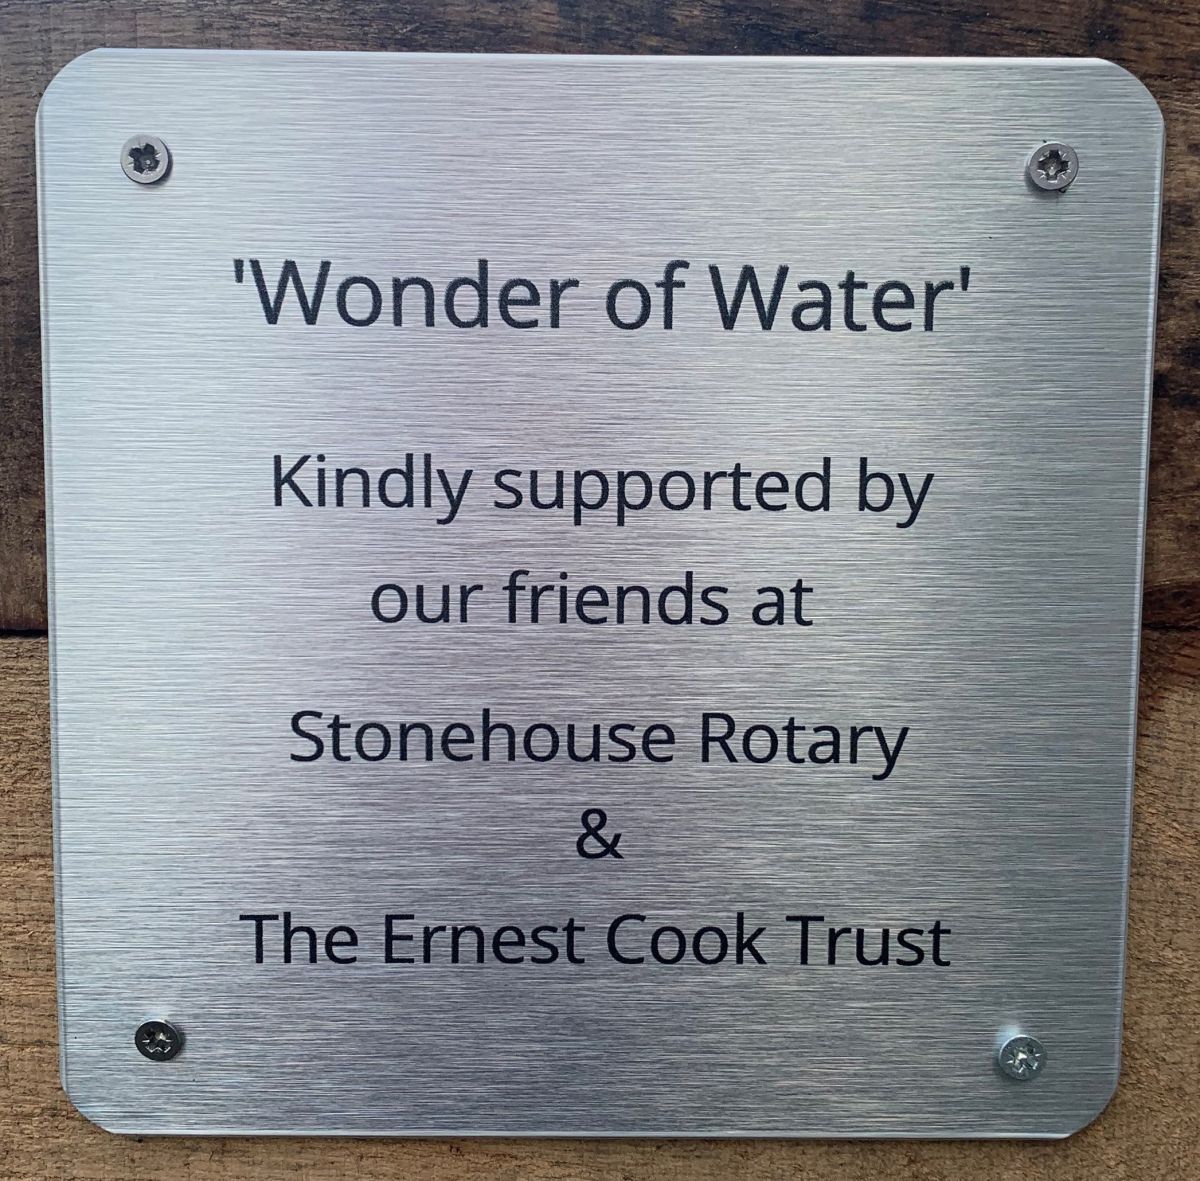 'Wonder of Water'
Kindly supported by
our friends at
Stonehouse Rotary
&
The Ernest Cook Trust